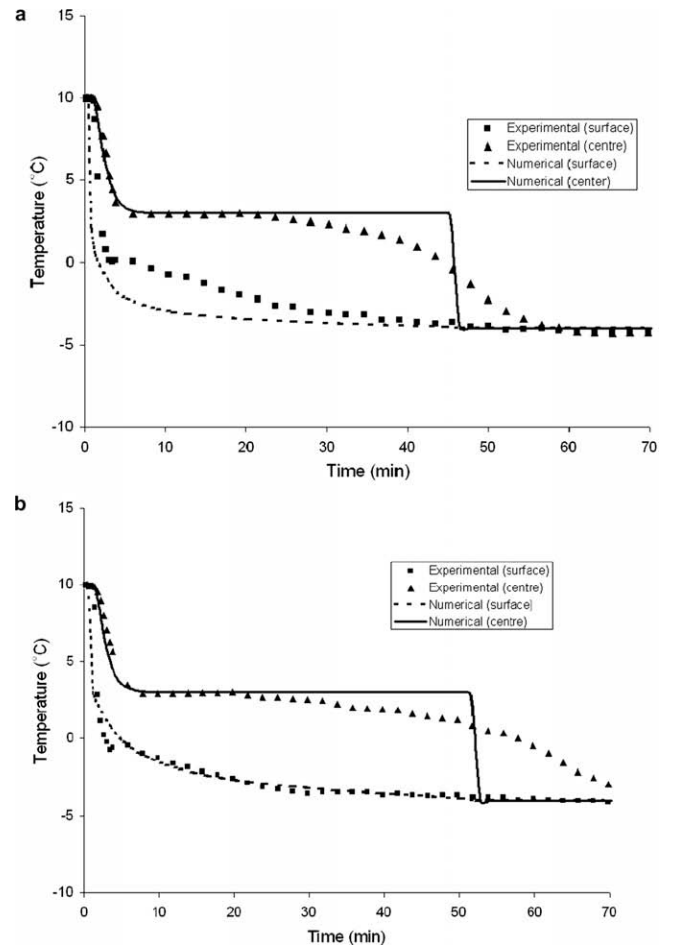 a
15
10
5
0
-5
-10
Temperature (°C)
Experimental (surface)
Experimental (centre)
Numerical (surface)
Numerical (center)
0 10 20 30 40 50 60 70
Time (min)
b
15
10
5
0
-5
-10
Temperature (°C)
Experimental (surface)
Experimental (centre)
Numerical (surface)
Numerical (centre)
0 10 20 30 40 50 60 70
Time (min)